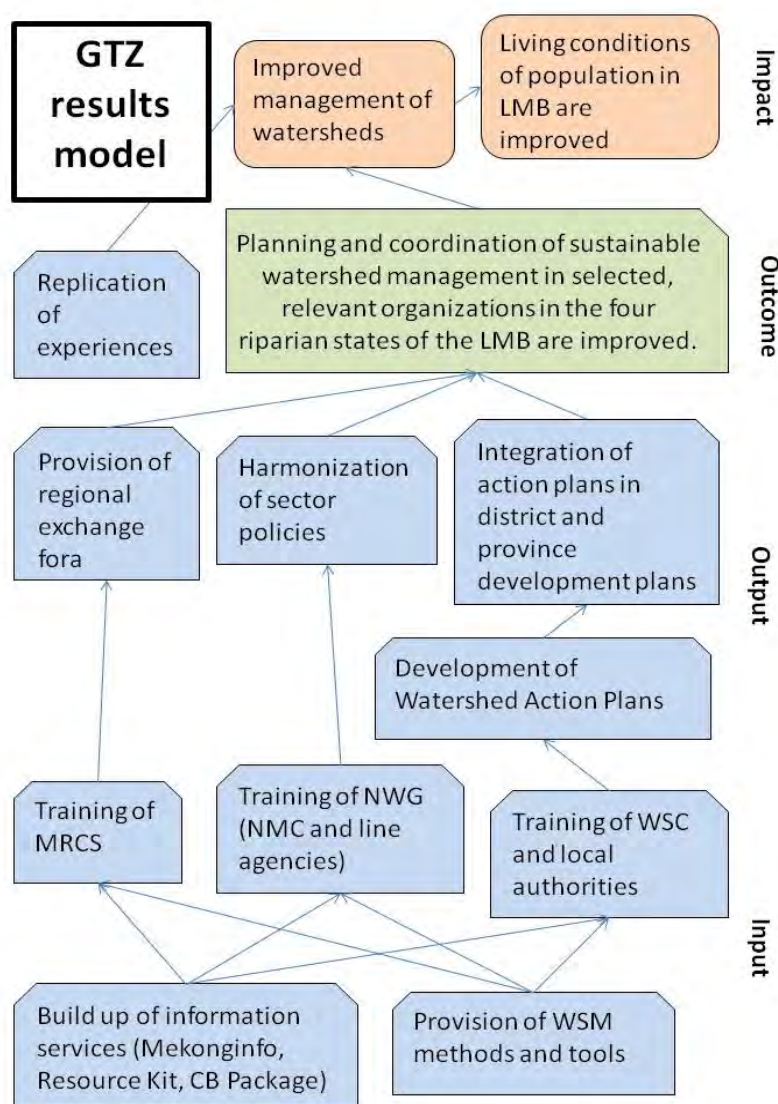 GTZ
results
model
Improved
management of
watersheds
Living conditions
of population in
LMB are
improved
Impact
Replication
of
experiences
Planning and coordination of sustainable
watershed management in selected,
relevant organizations in the four
riparian states of the LMB are improved.
Outcome
Provision of
regional
exchange
fora
Harmonization
of sector
policies
Integration of
action plans in
district and
province
development plans
Output
Development of
Watershed Action Plans
Training of
MRCS
Training of NWG
(NMC and line
agencies)
Training of WSC
and local
authorities
Input
Build up of information
services (Mekonginfo,
Resource Kit, CB Package)
Provision of WSM
methods and tools